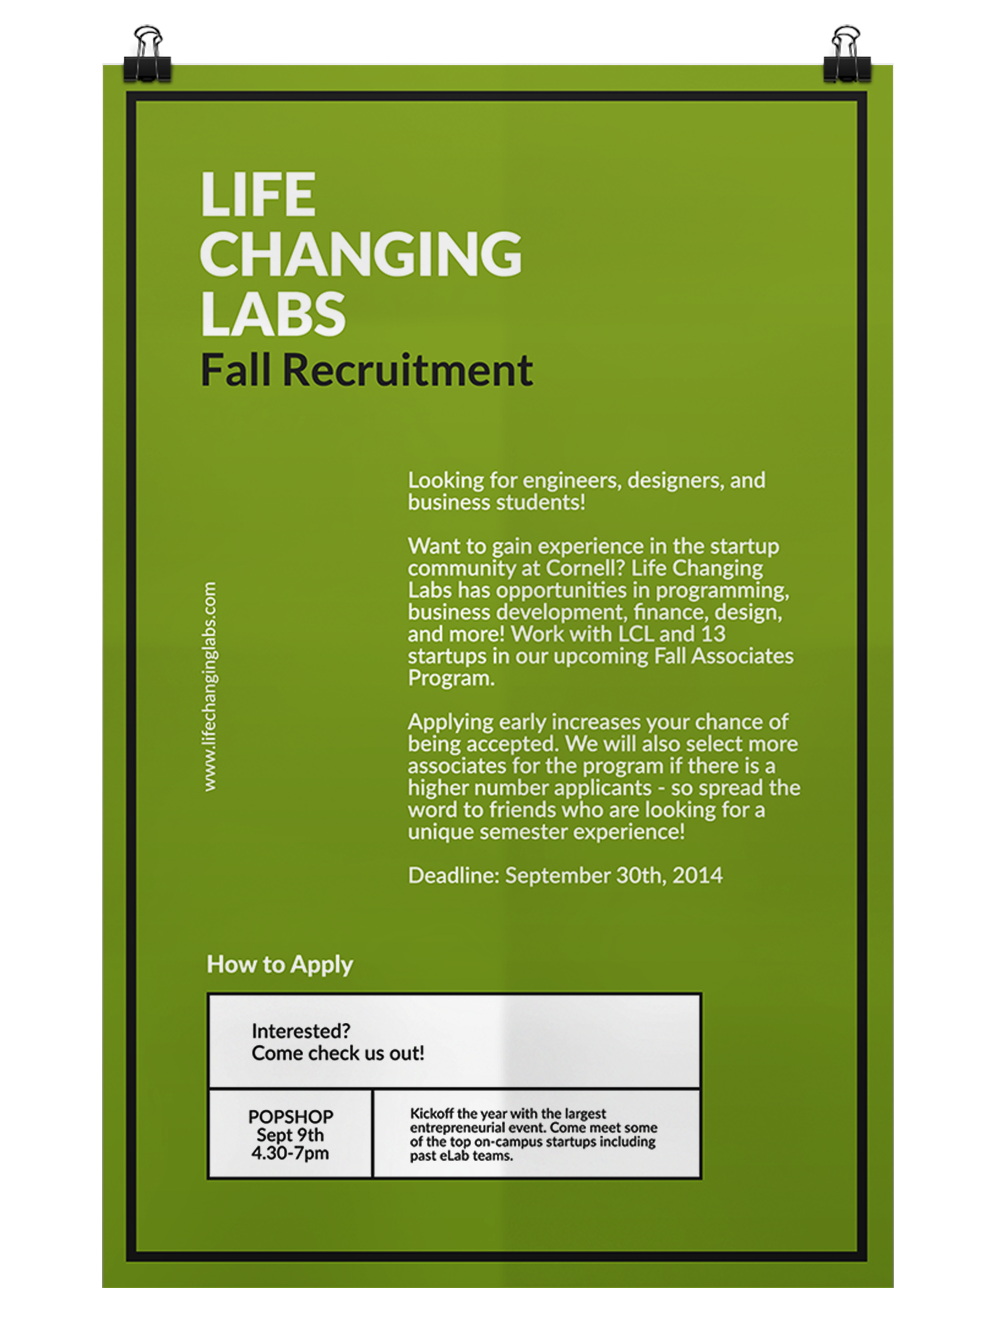 LIFE
CHANGING
LABS
Fall Recruitment
Looking for engineers, designers, and
business students!
Want to gain experience in the startup
community at Cornell? Life Changing
Labs has opportunities in programming,
business development, finance, design,
and more! Work with LCL and 13
startups in our upcoming Fall Associates
Program.
Applying early increases your chance of
being accepted. We will also select more
associates for the program if there is a
higher number applicants - so spread the
word to friends who are looking for a
unique semester experience!
Deadline: September 30th, 2014
www.lifechanginglabs.com
How to Apply
Interested?
Come check us out!
POPSHOP
Sept 9th
4.30-7pm
Kickoff the year with the largest
entrepreneurial event. Come meet some
of the top on-campus startups including
past eLab teams.